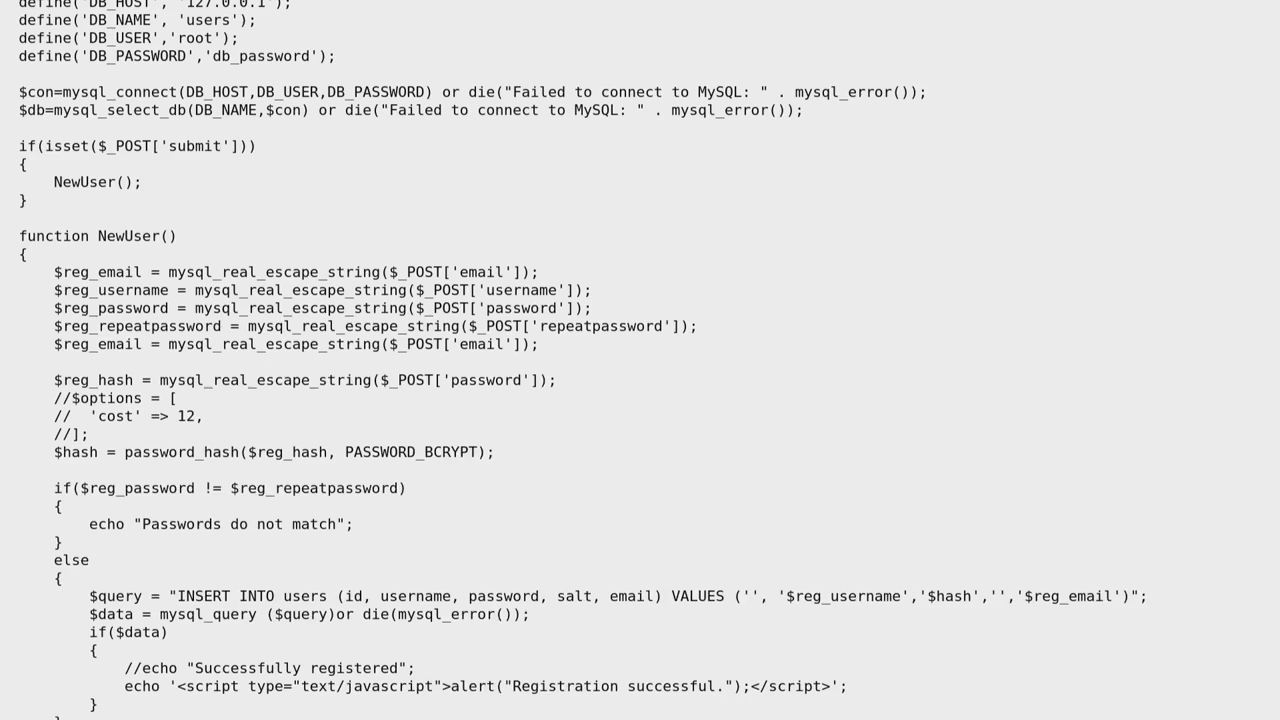 define('DB_HOST', '127.0.0.1');
define('DB_NAME', 'users');
define('DB_USER','root');
define('DB_PASSWORD','db_password');
$con=mysql_connect(DB_HOST,DB_USER,DB_PASSWORD) or die("Failed to connect to MySQL: " . mysql_error());
$db=mysql_select_db(DB_NAME,$con) or die("Failed to connect to MySQL: " . mysql_error());
if(isset($_POST['submit']))
{
    NewUser();
}
function NewUser()
{
    $reg_email = mysql_real_escape_string($_POST['email']);
    $reg_username = mysql_real_escape_string($_POST['username']);
    $reg_password = mysql_real_escape_string($_POST['password']);
    $reg_repeatpassword = mysql_real_escape_string($_POST['repeatpassword']);
    $reg_email = mysql_real_escape_string($_POST['email']);
    $reg_hash = mysql_real_escape_string($_POST['password']);
    //$options = [
    //  'cost' => 12,
    //];
    $hash = password_hash($reg_hash, PASSWORD_BCRYPT);
    if($reg_password != $reg_repeatpassword)
    {
        echo "Passwords do not match";
    }
    else
    {
        $query = "INSERT INTO users (id, username, password, salt, email) VALUES ('', '$reg_username','$hash','','$reg_email')";
        $data = mysql_query ($query)or die(mysql_error());
        if($data)
        {
            //echo "Successfully registered";
            echo '<script type="text/javascript">alert("Registration successful.");</script>';
        }
    }